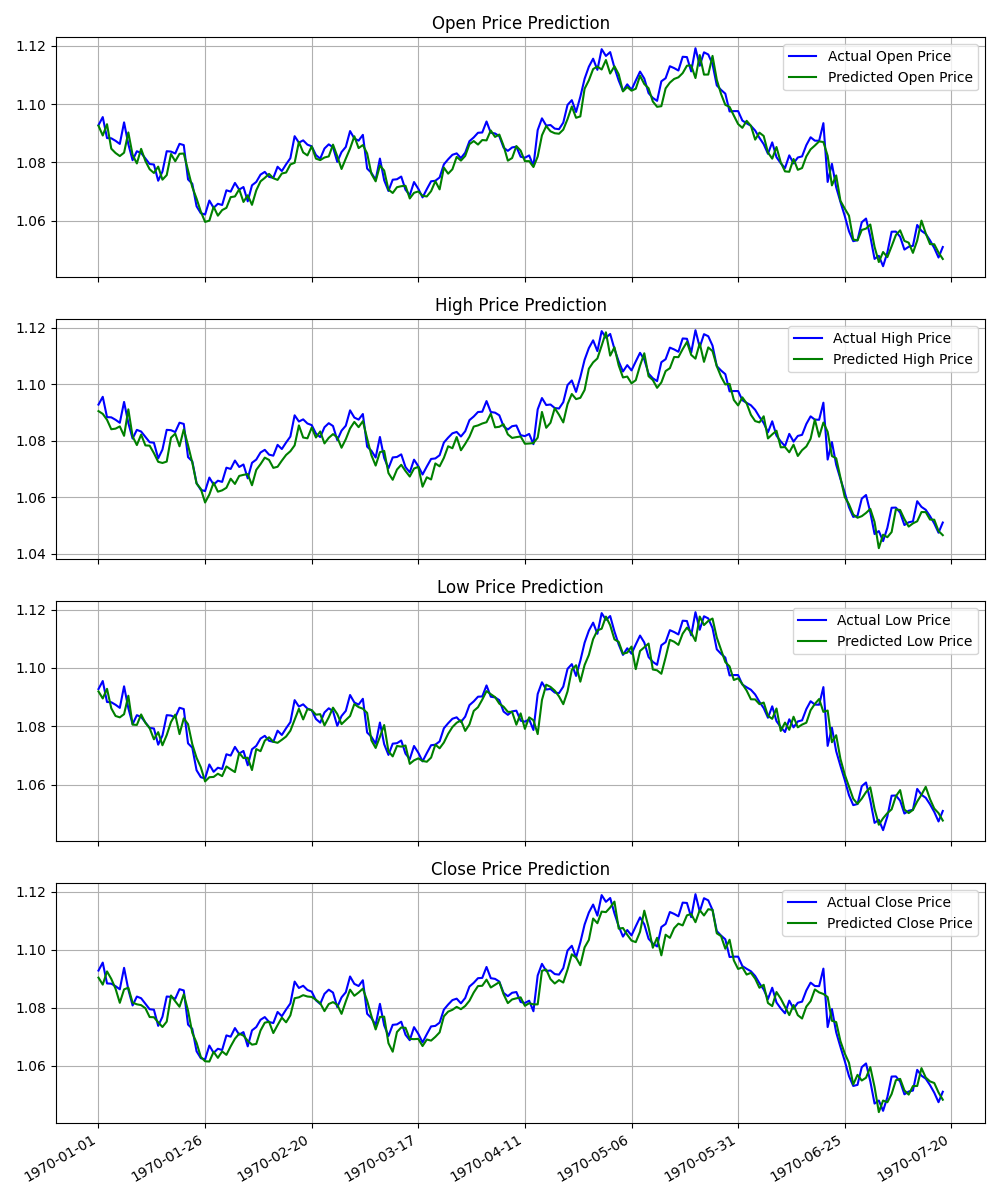 Open Price Prediction
Actual Open Price
Predicted Open Price
1.12
1.10
1.08
1.06
High Price Prediction
Actual High Price
Predicted High Price
1.12
1.10
1.08
1.06
1.04
Low Price Prediction
Actual Low Price
Predicted Low Price
1.12
1.10
1.08
1.06
Close Price Prediction
Actual Close Price
Predicted Close Price
1.12
1.10
1.08
1.06
1970-01-01
1970-01-26
1970-02-20
1970-03-17
1970-04-11
1970-05-06
1970-05-31
1970-06-25
1970-07-20